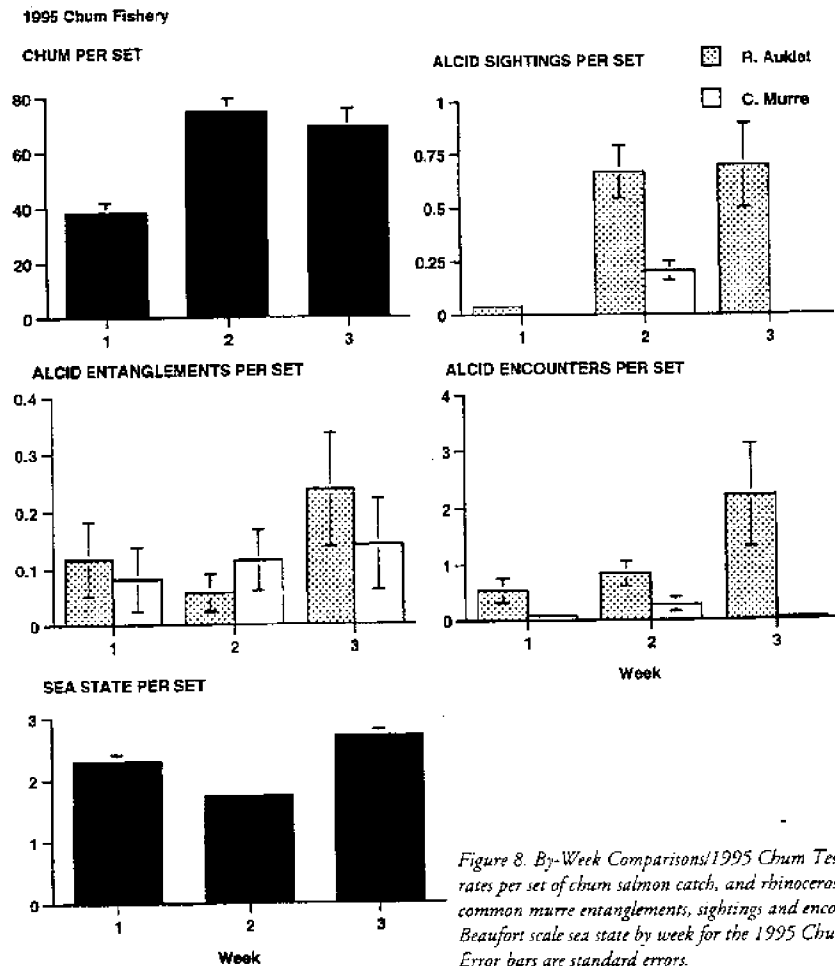 1995 Chum Fishery
CHUM PER SET
80
60
40
20
0
1 2 3
ALCID SIGHTINGS PER SET
R. Auklet
C. Murre
1
0.75
0.5
0.25
0
1 2 3
ALCID ENTANGLEMENTS PER SET
0.4
0.3
0.2
0.1
0
1 2 3
ALCID ENCOUNTERS PER SET
4
3
2
1
0
1 2 3
Week
SEA STATE PER SET
3
2
1
0
1 2 3
Week
Figure 8. By-Week Comparisons/1995 Chum Tes
rates per set of chum salmon catch, and rhinoceros
common murre entanglements, sightings and enco
Beaufort scale sea state by week for the 1995 Chu
Error bars are standard errors.